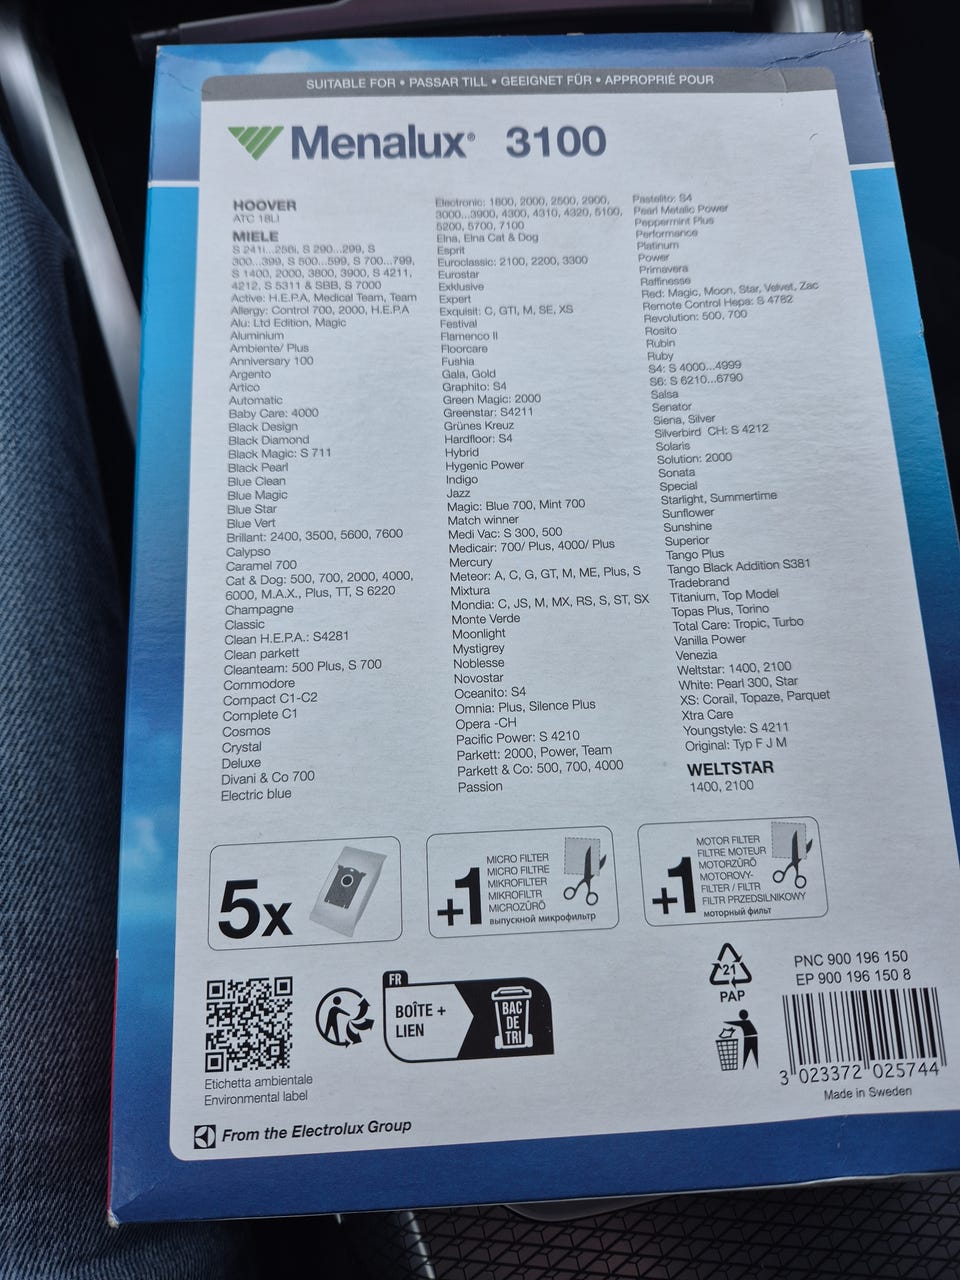 SUITABLE FOR • PASSAR TILL • GEEIGNET FÛR • APPROPRIÉ POUR
Menalux® 3100
HOOVER
ATC 18LI
MIELE
S 241i...256i, S 290...299, S
300...399, S 500...599, S 700...799,
S 1400, 2000, 3800, 3900, S 4211,
4212, S 5311 & SBB, S 7000
Active: H.E.P.A, Medical Team, Team
Allergy: Control 700, 2000, H.E.P.A
Alu: Ltd Edition, Magic
Aluminium
Ambiente/ Plus
Anniversary 100
Argento
Artico
Automatic
Baby Care: 4000
Black Design
Black Diamond
Black Magic: S 711
Black Pearl
Blue Clean
Blue Magic
Blue Star
Blue Vert
Brillant: 2400, 3500, 5600, 7600
Calypso
Caramel 700
Cat & Dog: 500, 700, 2000, 4000,
6000, M.A.X., Plus, TT, S 6220
Champagne
Classic
Clean H.E.P.A.: S4281
Clean parkett
Cleanteam: 500 Plus, S 700
Commodore
Compact C1-C2
Complete C1
Cosmos
Crystal
Deluxe
Divani & Co 700
Electric blue
Electronic: 1800, 2000, 2500, 2900,
3000...3900, 4300, 4310, 4320, 5100,
5200, 5700, 7100
Elna, Elna Cat & Dog
Esprit
Euroclassic: 2100, 2200, 3300
Eurostar
Exklusive
Expert
Exquisit: C, GTI, M, SE, XS
Festival
Flamenco II
Floorcare
Fushia
Gala, Gold
Graphito: S4
Green Magic: 2000
Greenstar: S4211
Grünes Kreuz
Hardfloor: S4
Hybrid
Hygenic Power
Indigo
Jazz
Magic: Blue 700, Mint 700
Match winner
Medi Vac: S 300, 500
Medicair: 700/ Plus, 4000/ Plus
Mercury
Meteor: A, C, G, GT, M, ME, Plus, S
Mixtura
Mondia: C, JS, M, MX, RS, S, ST, SX
Monte Verde
Moonlight
Mystigrey
Noblesse
Novostar
Oceanito: S4
Omnia: Plus, Silence Plus
Opera -CH
Pacific Power: S 4210
Parkett: 2000, Power, Team
Parkett & Co: 500, 700, 4000
Passion
Pastelito: S4
Pearl Metalic Power
Peppermint Plus
Performance
Platinum
Power
Primavera
Raffinesse
Red: Magic, Moon, Star, Velvet, Zac
Remote Control Hepa: S 4782
Revolution: 500, 700
Rosito
Rubin
Ruby
S4: S 4000...4999
S6: S 6210...6790
Salsa
Senator
Siena, Silver
Silverbird CH: S 4212
Solaris
Solution: 2000
Sonata
Special
Starlight, Summertime
Sunflower
Sunshine
Superior
Tango Plus
Tango Black Addition S381
Tradebrand
Titanium, Top Model
Topas Plus, Torino
Total Care: Tropic, Turbo
Vanilla Power
Venezia
Weltstar: 1400, 2100
White: Pearl 300, Star
XS: Corail, Topaze, Parquet
Xtra Care
Youngstyle: S 4211
Original: Typ F J M
WELTSTAR
1400, 2100
5x
+1
MICRO FILTER
MICRO FILTRE
MIKROFILTER
MIKROFILTR
MICROZŪRŌ
выпускной микрофильтр
+1
MOTOR FILTER
FILTRE MOTEUR
MOTORZŪRŌ
MOTOROVY-
FILTER / FILTR
FILTR PRZEDSILNIKOWY
моторный фильт
Etichetta ambientale
Environmental label
FR
BOÎTE +
LIEN
BAC
DE
TRI
21
PAP
PNC 900 196 150
EP 900 196 150 8
3 023372 025744
Made in Sweden
From the Electrolux Group